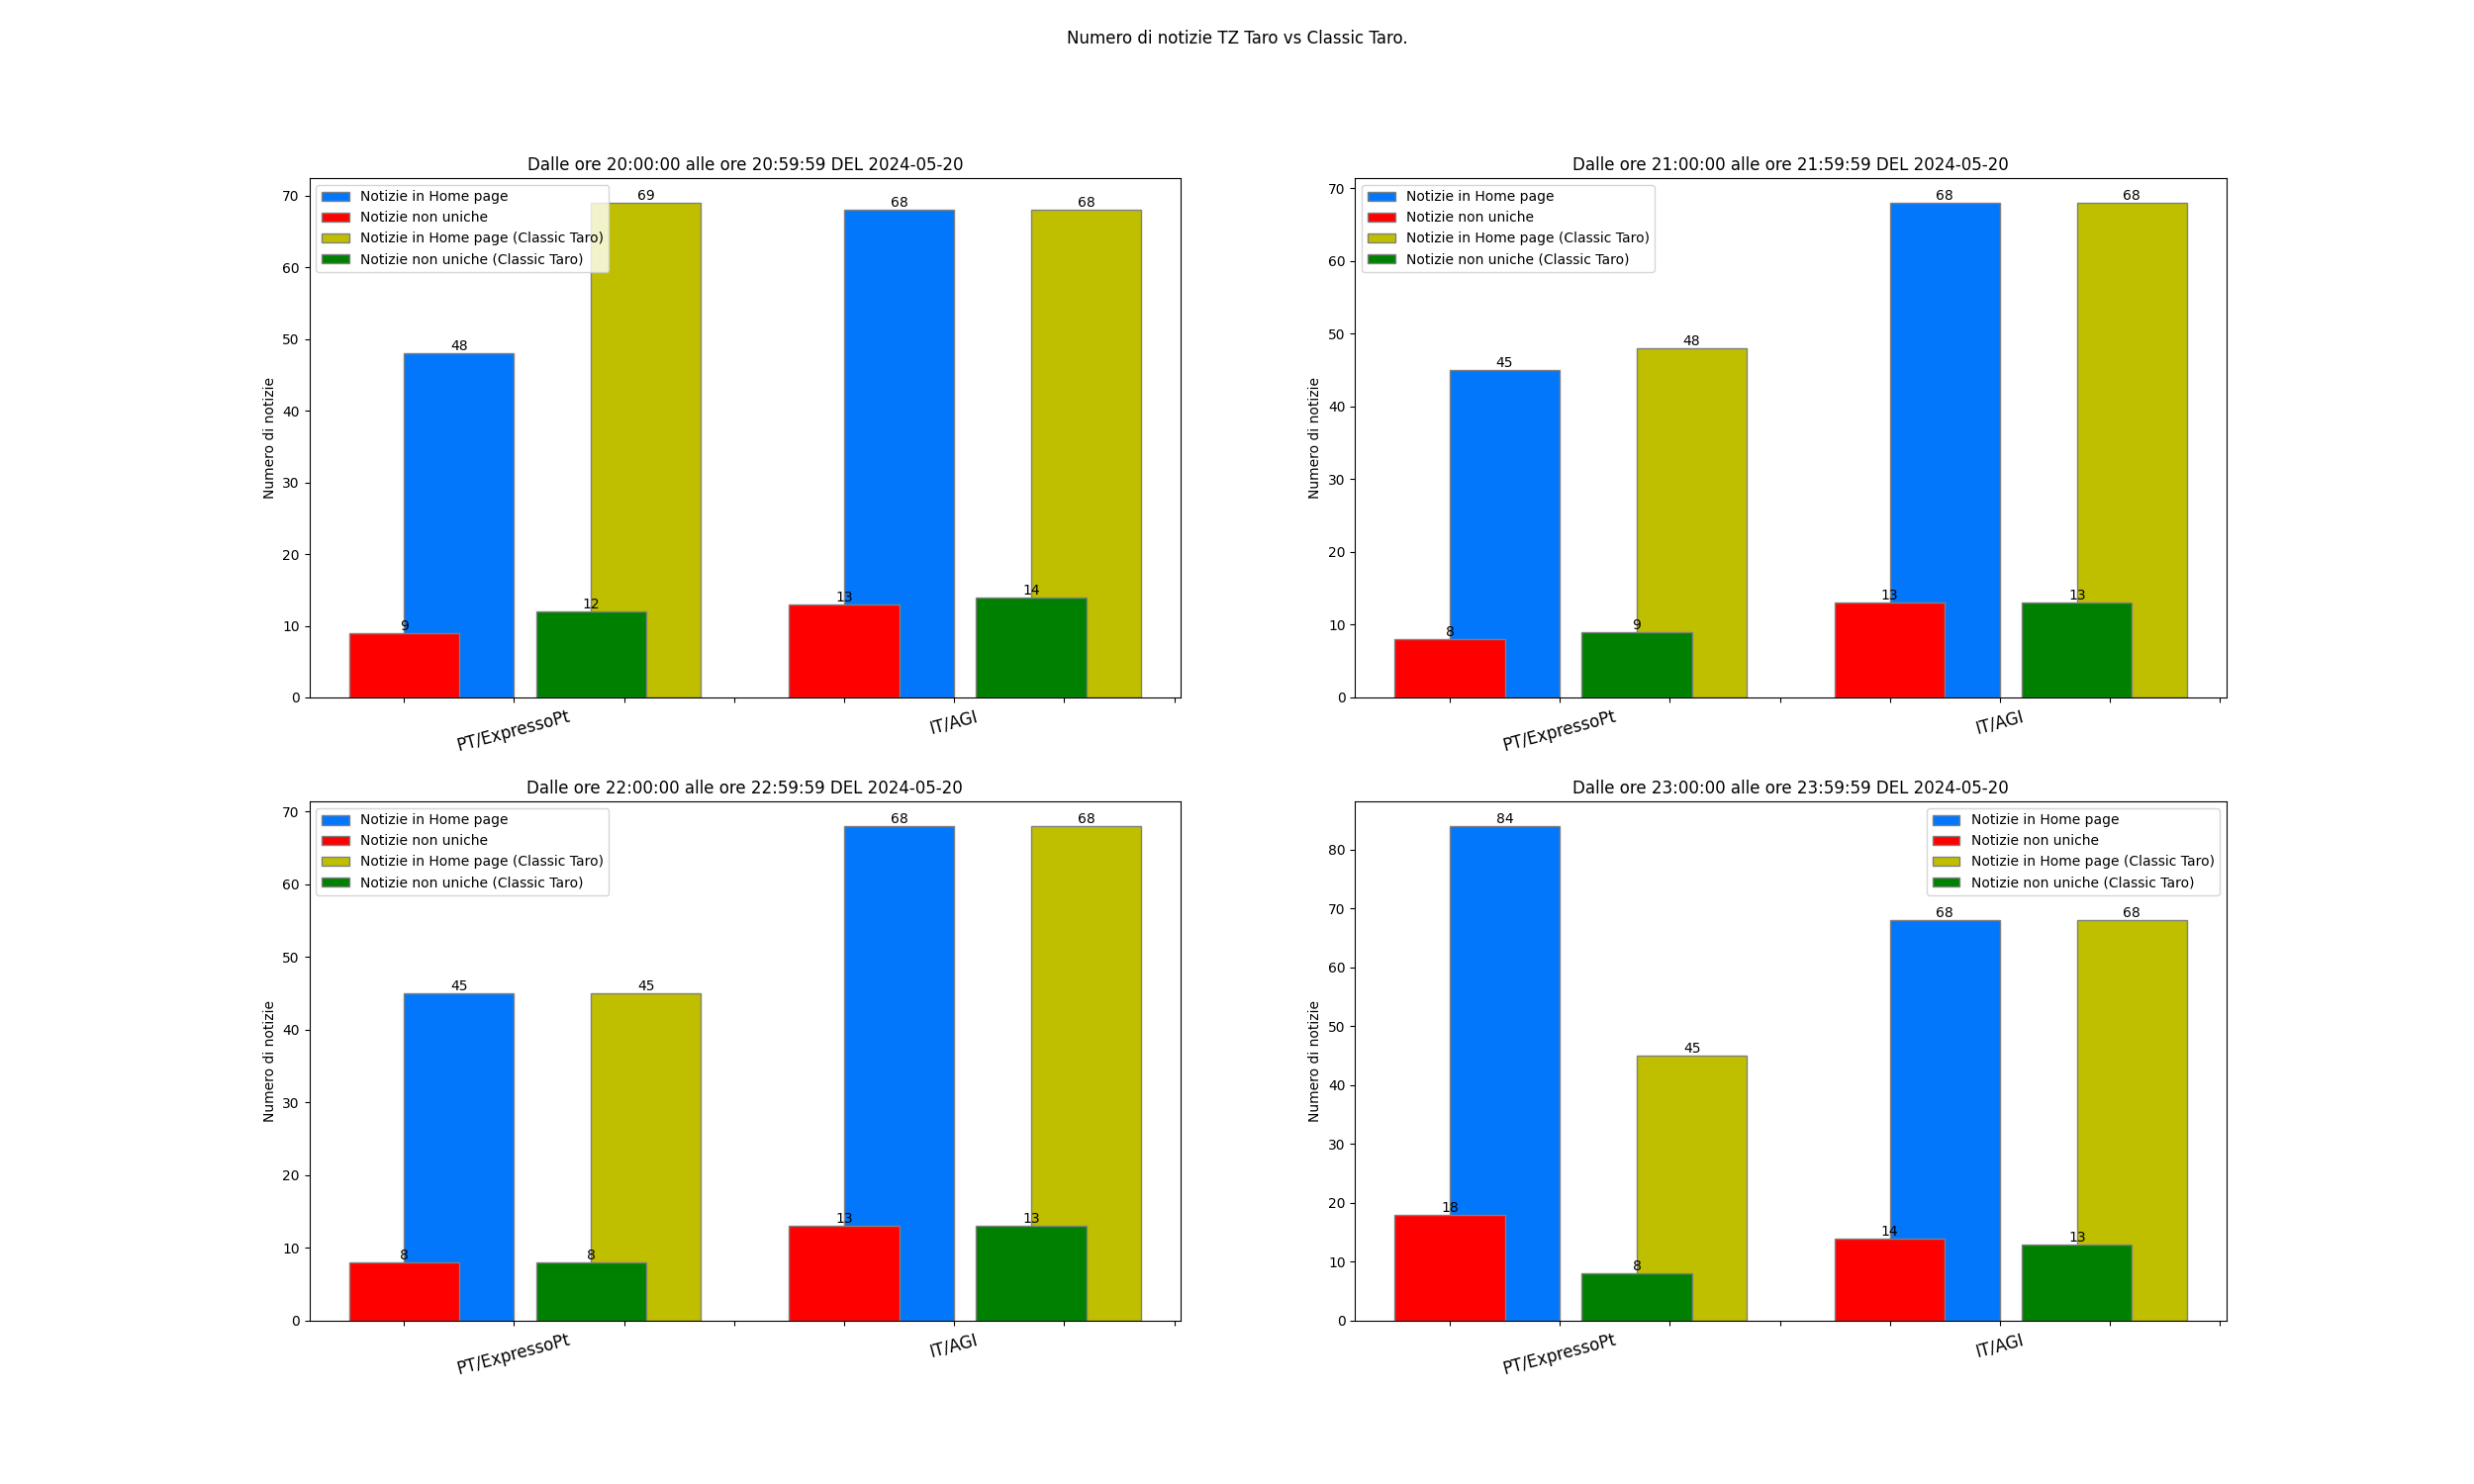 Numero di notizie TZ Taro vs Classic Taro.
Dalle ore 20:00:00 alle ore 20:59:59 DEL 2024-05-20
Notizie in Home page
Notizie non uniche
Notizie in Home page (Classic Taro)
Notizie non uniche (Classic Taro)
Numero di notizie
70
60
50
40
30
20
10
0
48
9
69
12
68
13
68
14
PT/ExpressoPt
IT/AGI
Dalle ore 21:00:00 alle ore 21:59:59 DEL 2024-05-20
Notizie in Home page
Notizie non uniche
Notizie in Home page (Classic Taro)
Notizie non uniche (Classic Taro)
Numero di notizie
70
60
50
40
30
20
10
0
45
8
48
9
68
13
68
13
PT/ExpressoPt
IT/AGI
Dalle ore 22:00:00 alle ore 22:59:59 DEL 2024-05-20
Notizie in Home page
Notizie non uniche
Notizie in Home page (Classic Taro)
Notizie non uniche (Classic Taro)
Numero di notizie
70
60
50
40
30
20
10
0
45
8
45
8
68
13
68
13
PT/ExpressoPt
IT/AGI
Dalle ore 23:00:00 alle ore 23:59:59 DEL 2024-05-20
Notizie in Home page
Notizie non uniche
Notizie in Home page (Classic Taro)
Notizie non uniche (Classic Taro)
Numero di notizie
80
70
60
50
40
30
20
10
0
84
18
45
8
68
14
68
13
PT/ExpressoPt
IT/AGI